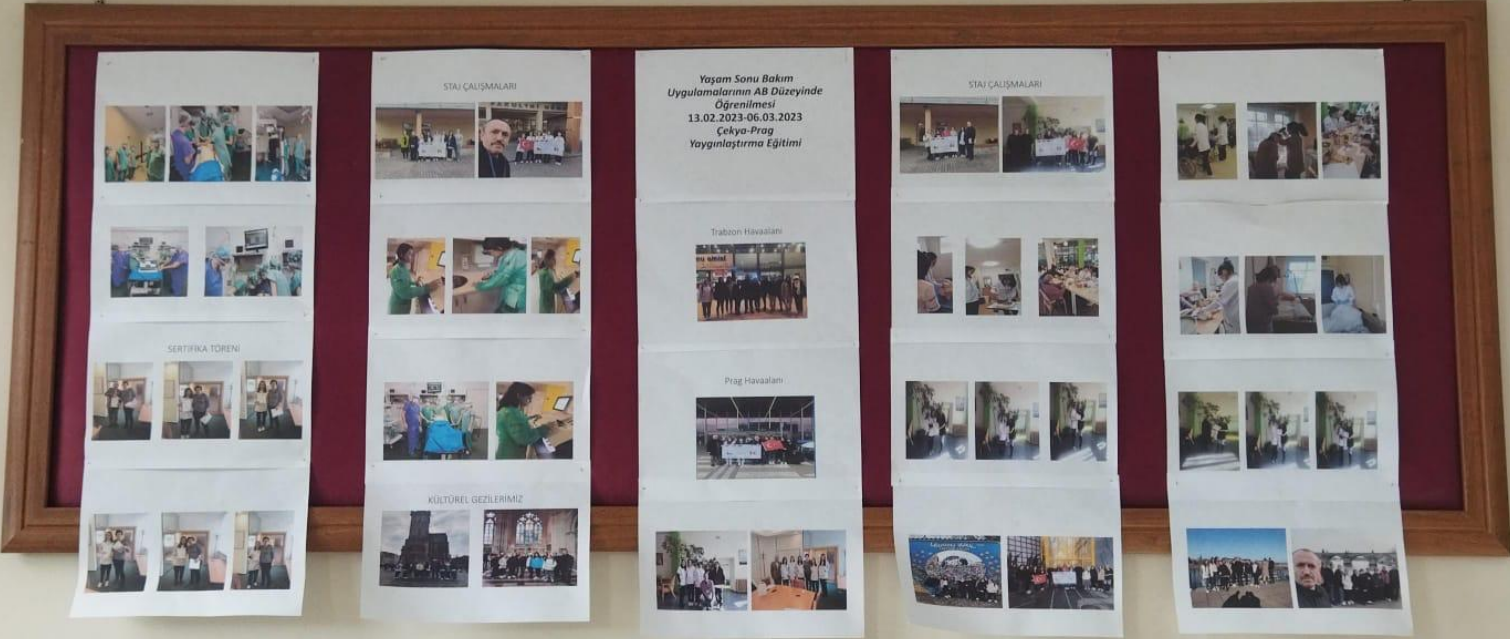 SERTİFİKA TÖRENİ
STAJ ÇALIŞMALARI
KÜLTÜREL GEZİLERİMİZ
Yaşam Sonu Bakım
Uygulamalarının AB Düzeyinde
Öğrenilmesi
13.02.2023-06.03.2023
Çekya-Prag
Yaygınlaştırma Eğitimi
Trabzon Havaalanı
Prag Havaalanı
STAJ ÇALIŞMALARI